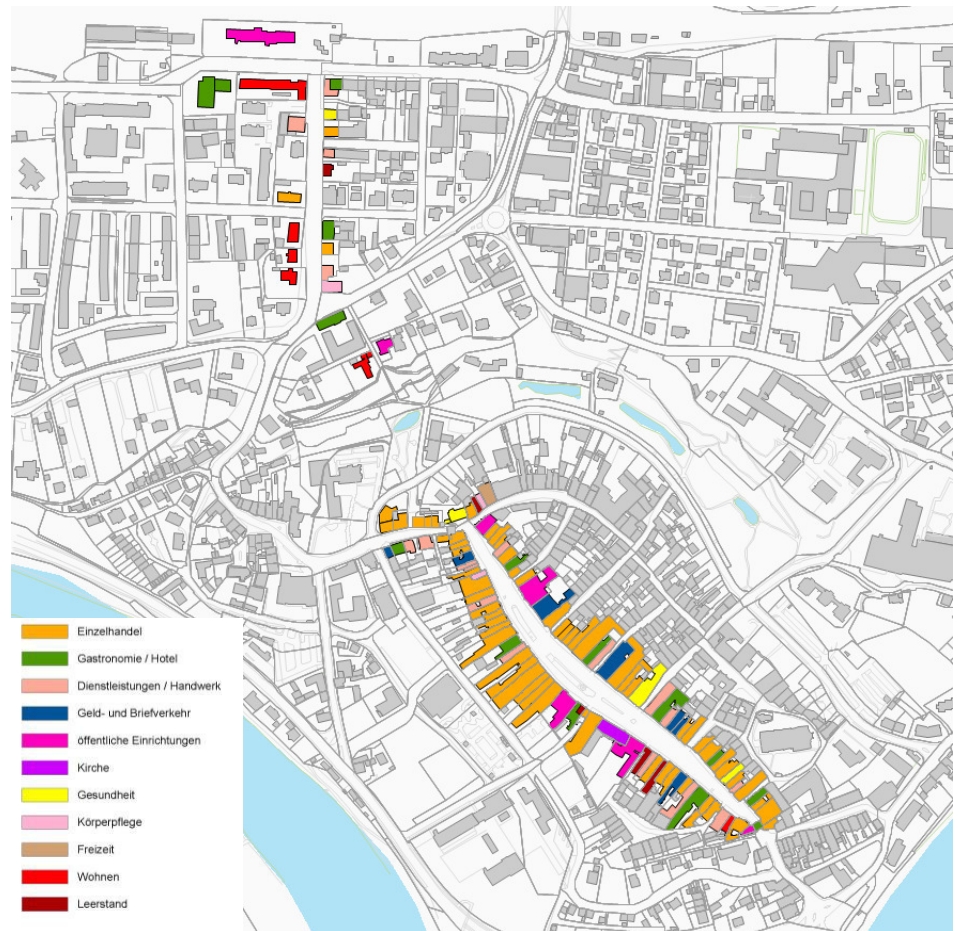 Einzelhandel
Gastronomie / Hotel
Dienstleistungen / Handwerk
Geld- und Briefverkehr
öffentliche Einrichtungen
Kirche
Gesundheit
Körperpflege
Freizeit
Wohnen
Leerstand